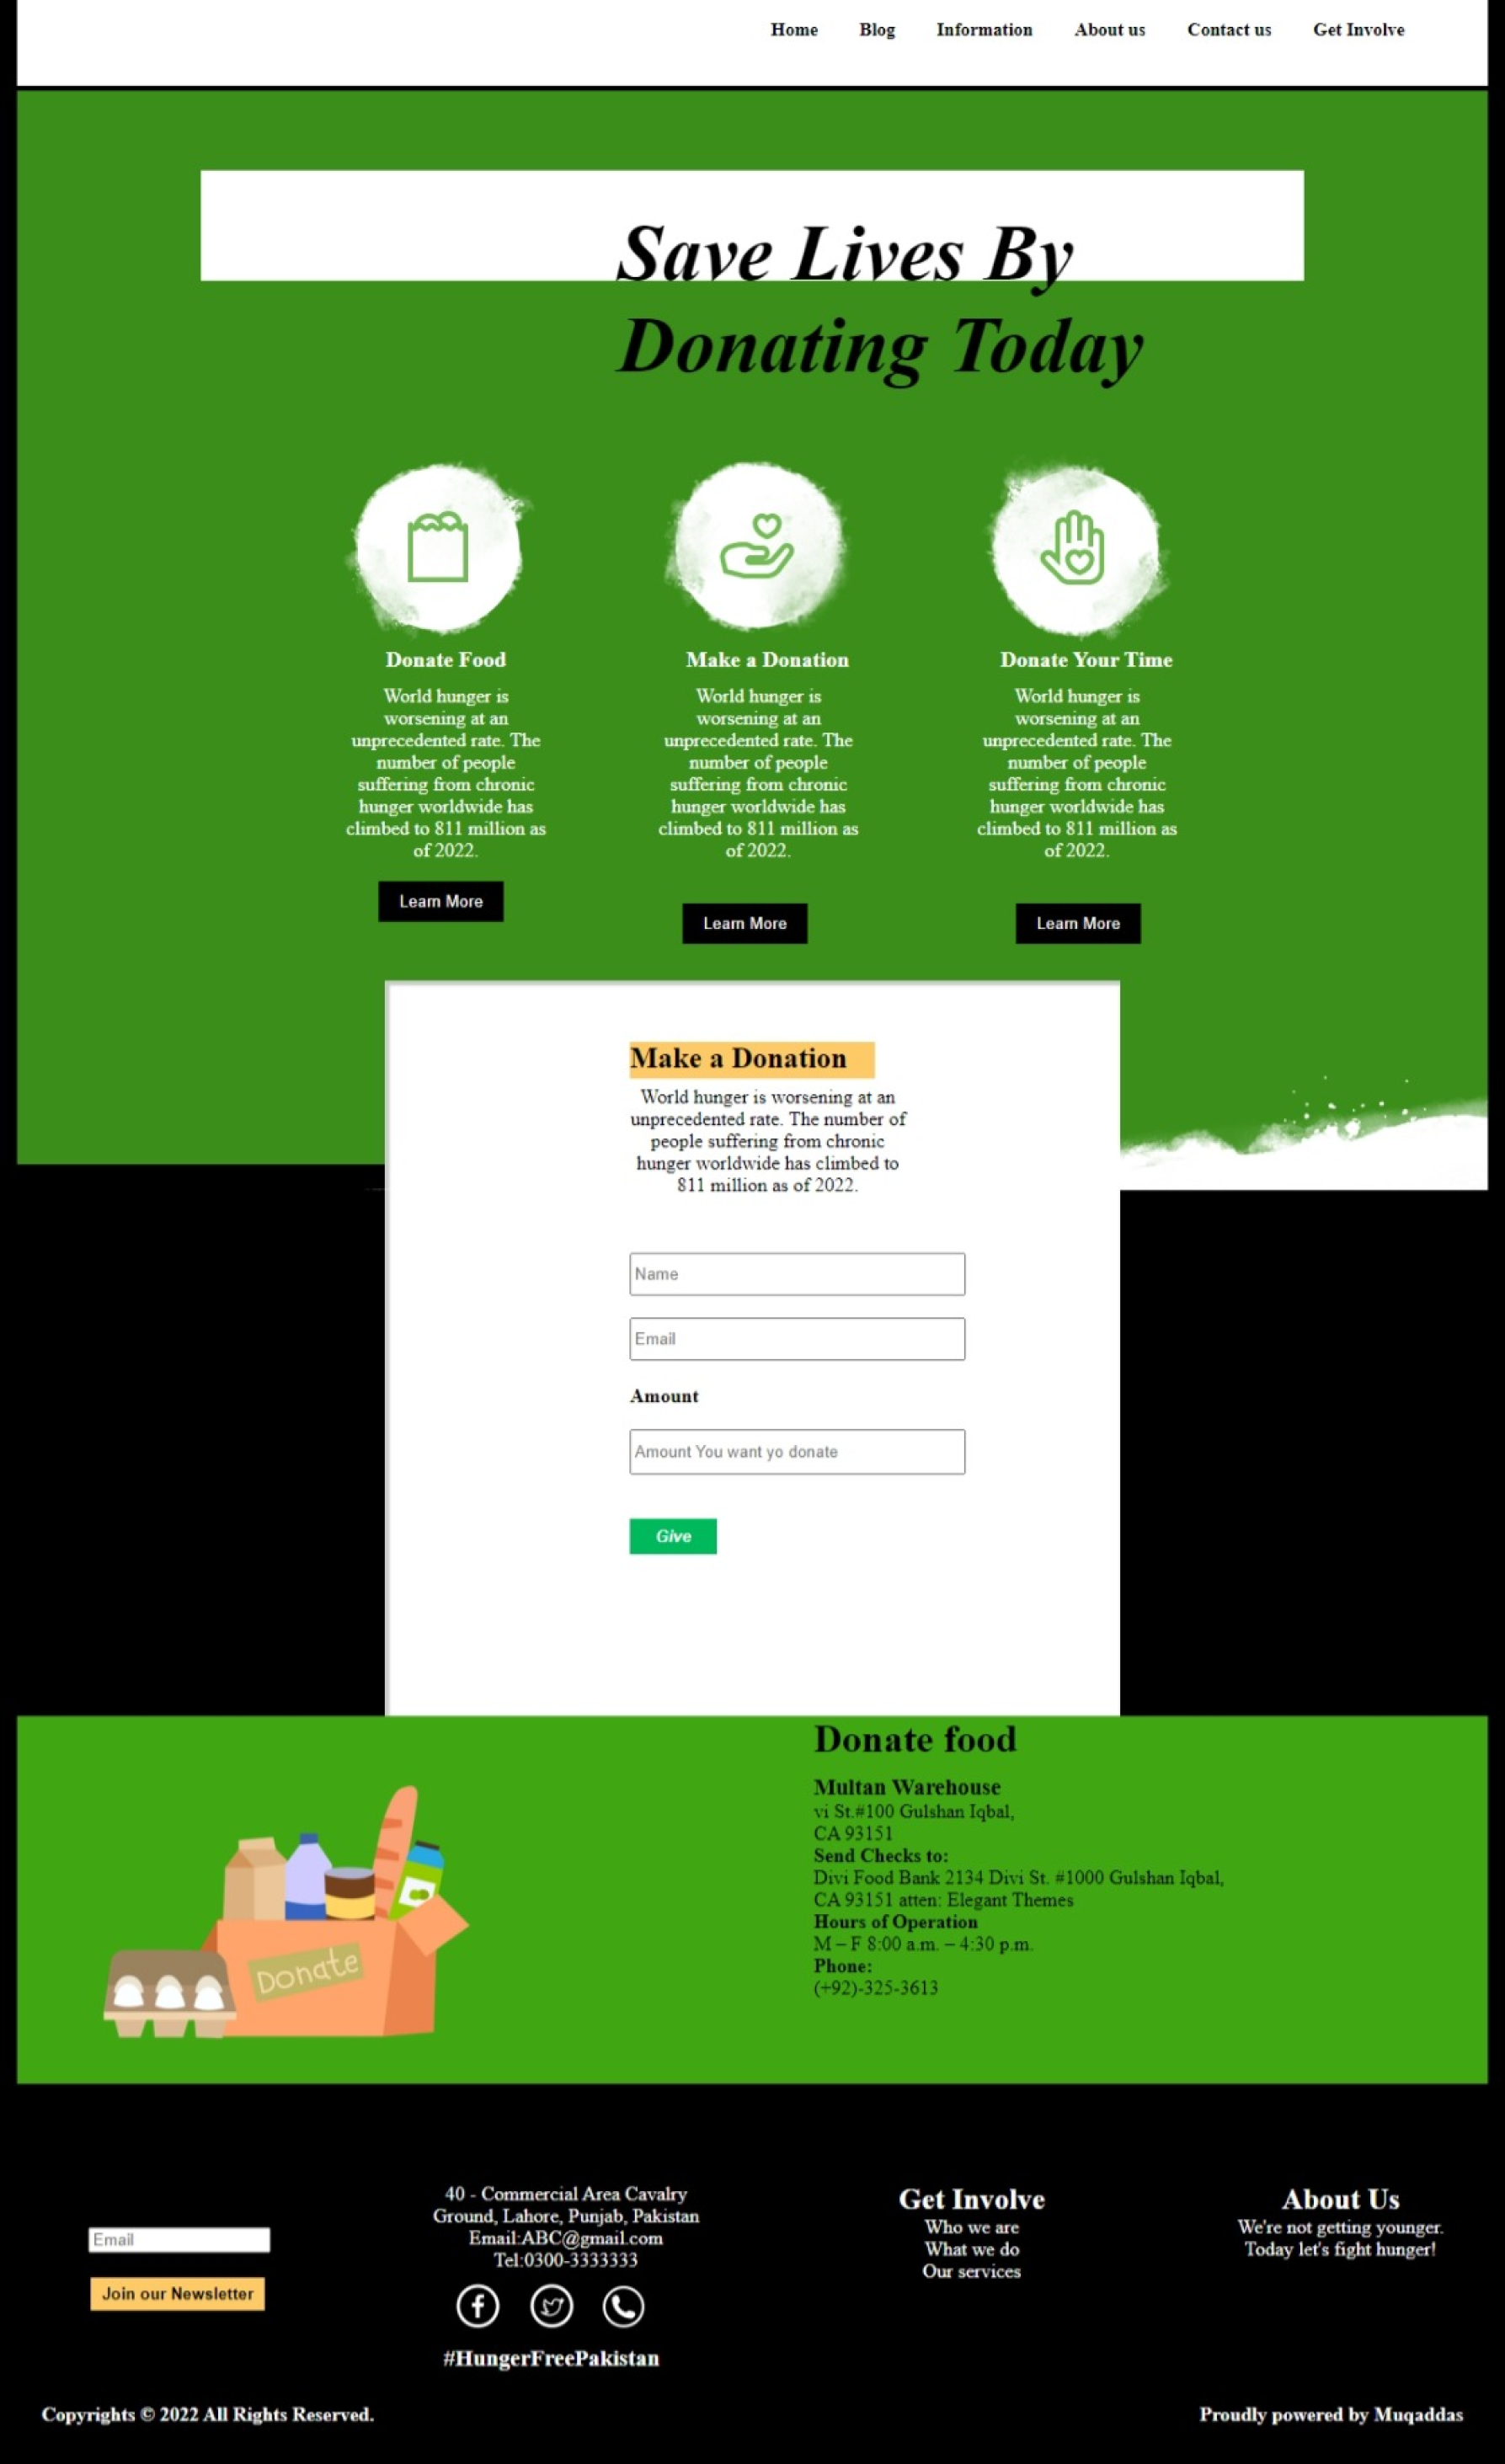 Home Blog Information About us Contact us Get Involve
Save Lives By
Donating Today
Donate Food
World hunger is
worsening at an
unprecedented rate. The
number of people
suffering from chronic
hunger worldwide has
climbed to 811 million as
of 2022.
Learn More
Make a Donation
World hunger is
worsening at an
unprecedented rate. The
number of people
suffering from chronic
hunger worldwide has
climbed to 811 million as
of 2022.
Learn More
Donate Your Time
World hunger is
worsening at an
unprecedented rate. The
number of people
suffering from chronic
hunger worldwide has
climbed to 811 million as
of 2022.
Learn More
Make a Donation
World hunger is worsening at an
unprecedented rate. The number of
people suffering from chronic
hunger worldwide has climbed to
811 million as of 2022.
Name
Email
Amount
Amount You want yo donate
Give
Donate
Donate food
Multan Warehouse
vi St.#100 Gulshan Iqbal,
CA 93151
Send Checks to:
Divi Food Bank 2134 Divi St. #1000 Gulshan Iqbal,
CA 93151 atten: Elegant Themes
Hours of Operation
M – F 8:00 a.m. – 4:30 p.m.
Phone:
(+92)-325-3613
Email
Join our Newsletter
40 - Commercial Area Cavalry
Ground, Lahore, Punjab, Pakistan
Email:ABC@gmail.com
Tel:0300-3333333
#HungerFreePakistan
Get Involve
Who we are
What we do
Our services
About Us
We're not getting younger.
Today let's fight hunger!
Copyrights © 2022 All Rights Reserved.
Proudly powered by Muqaddas